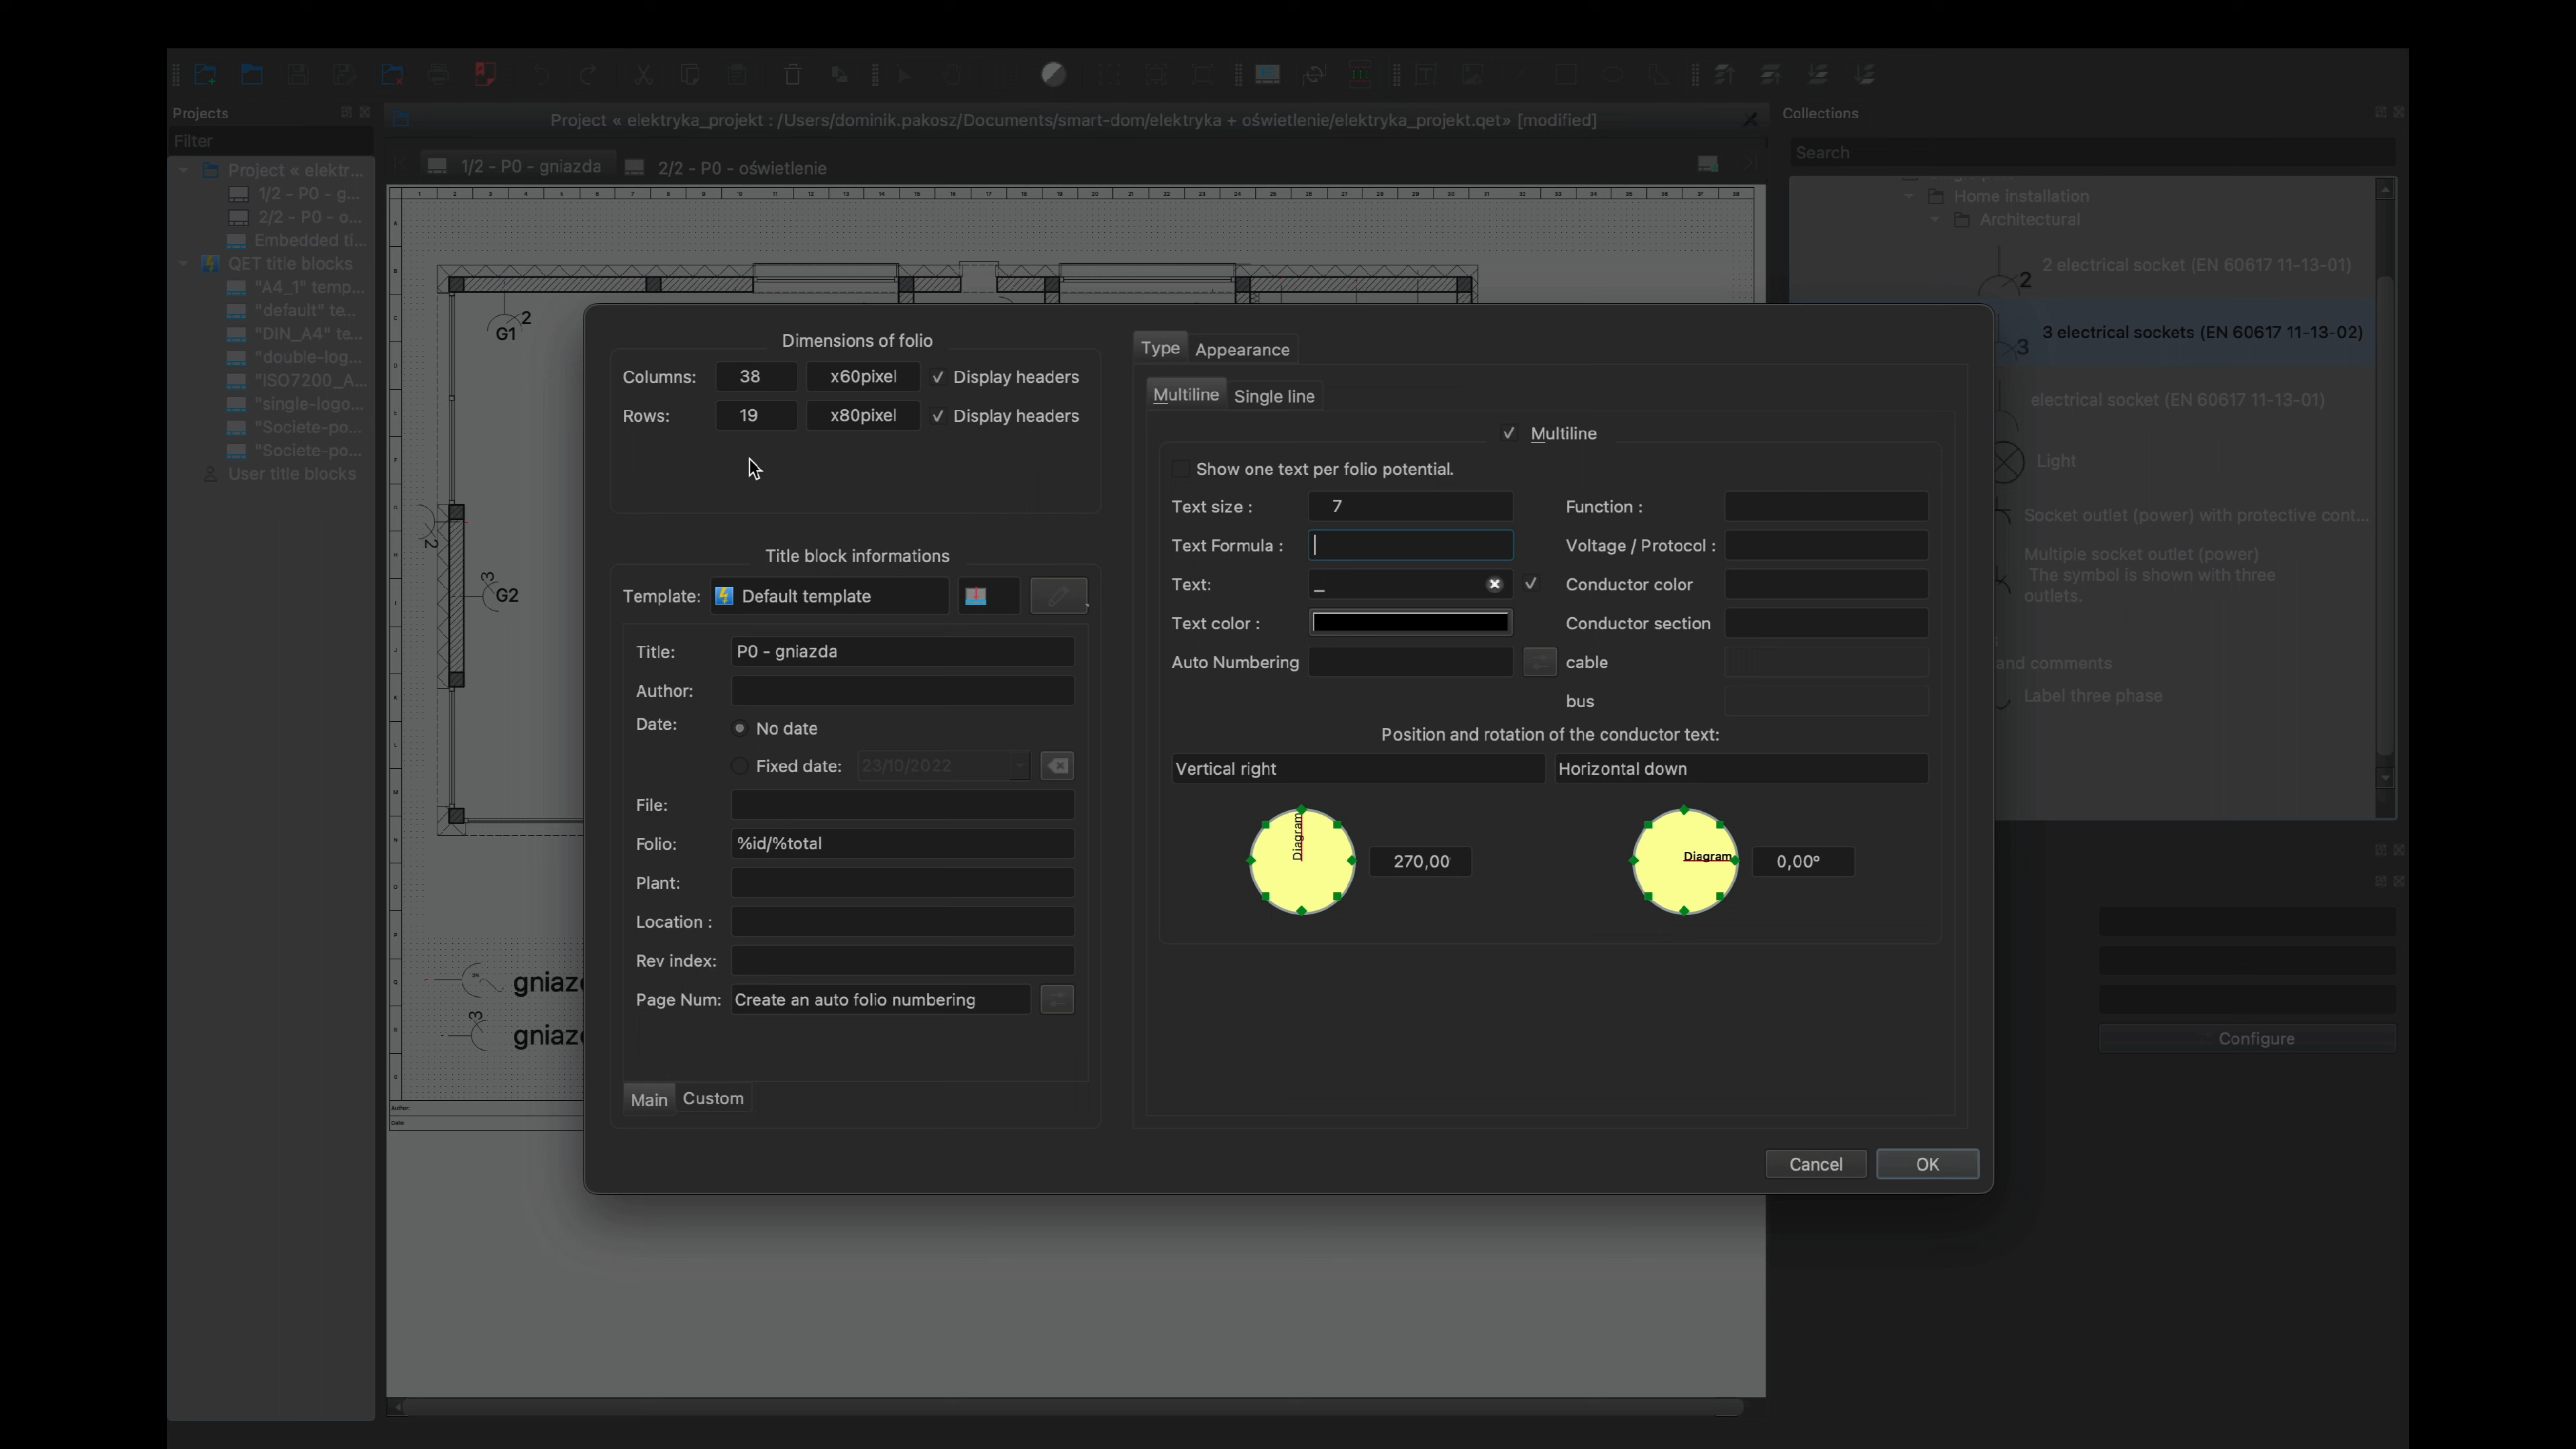 Projects
Filter
Project « elektr...
1/2 - P0 - g...
2/2 - P0 - o...
Embedded ti...
QET title blocks
"A4_1" temp...
"default" te...
"DIN_A4" te...
"double-log...
"ISO7200_A...
"single-logo...
"Societe-po...
"Societe-po...
User title blocks
Project « elektryka_projekt : /Users/dominik.pakosz/Documents/smart-dom/elektryka + oświetlenie/elektryka_projekt.qet» [modified]
1/2 - P0 - gniazda
2/2 - P0 - oświetlenie
G1
2
2
3
G2
gniazd
3
gniazd
Author:
Date
Dimensions of folio
Columns: 38 x60pixel Display headers
Rows: 19 x80pixel Display headers
Title block informations
Template: Default template
Title: P0 - gniazda
Author:
Date: No date
Fixed date: 23/10/2022
File:
Folio: %id/%total
Plant:
Location :
Rev index:
Page Num: Create an auto folio numbering
Main Custom
Type Appearance
Multiline Single line
Multiline
Show one text per folio potential.
Text size : 7 Function :
Text Formula : Voltage / Protocol :
Text: _ Conductor color
Text color : Conductor section
Auto Numbering cable
bus
Position and rotation of the conductor text:
Vertical right Horizontal down
Diagram 270,00 Diagram 0,00°
Cancel OK
Collections
Search
Home installation
Architectural
2 2 electrical socket (EN 60617 11-13-01)
3 3 electrical sockets (EN 60617 11-13-02)
electrical socket (EN 60617 11-13-01)
Light
Socket outlet (power) with protective cont...
Multiple socket outlet (power)
The symbol is shown with three
outlets.
and comments
Label three phase
Configure